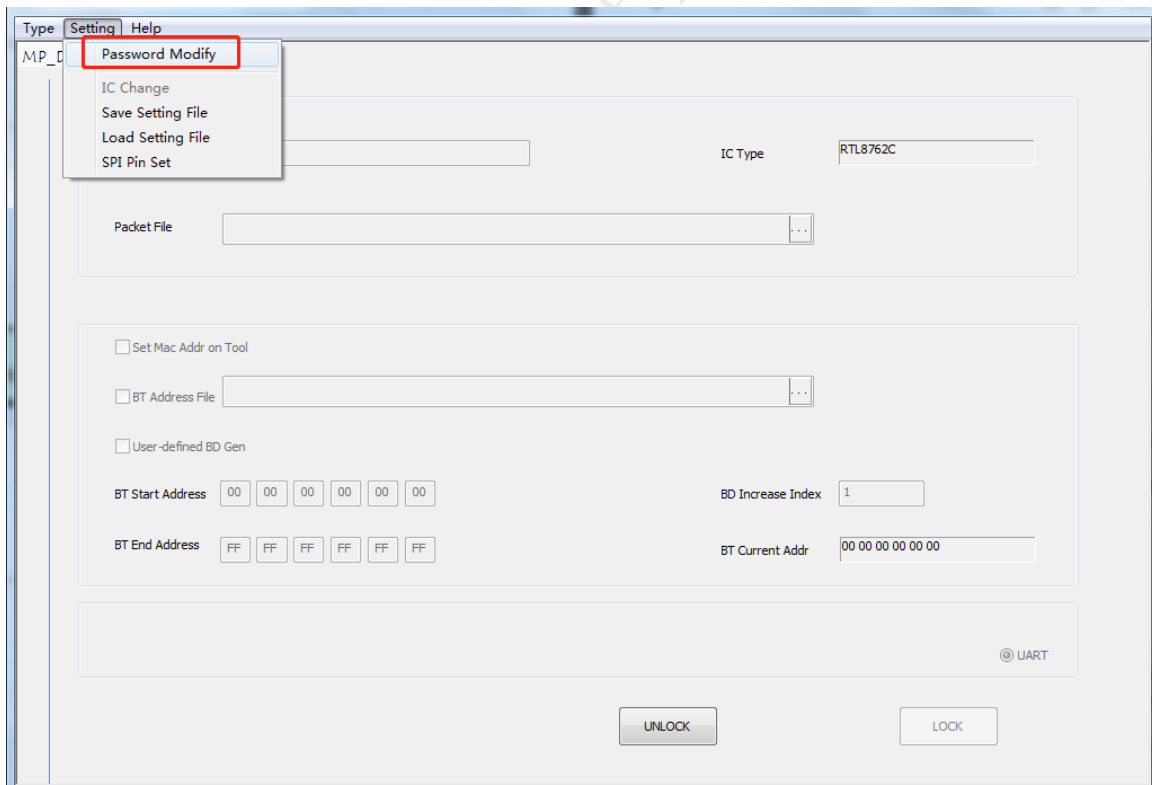 Type Setting Help
MP_D
Password Modify
IC Change
Save Setting File
Load Setting File
SPI Pin Set
IC Type RTL8762C
Packet File ...
Set Mac Addr on Tool
BT Address File ...
User-defined BD Gen
BT Start Address 00 00 00 00 00 00 BD Increase Index 1
BT End Address FF FF FF FF FF FF BT Current Addr 00 00 00 00 00 00
UART
UNLOCK LOCK